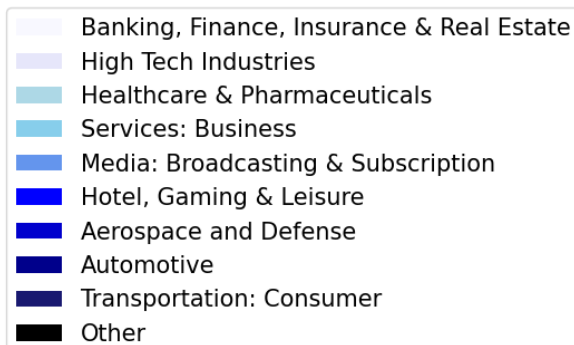 Banking, Finance, Insurance & Real Estate
High Tech Industries
Healthcare & Pharmaceuticals
Services: Business
Media: Broadcasting & Subscription
Hotel, Gaming & Leisure
Aerospace and Defense
Automotive
Transportation: Consumer
Other